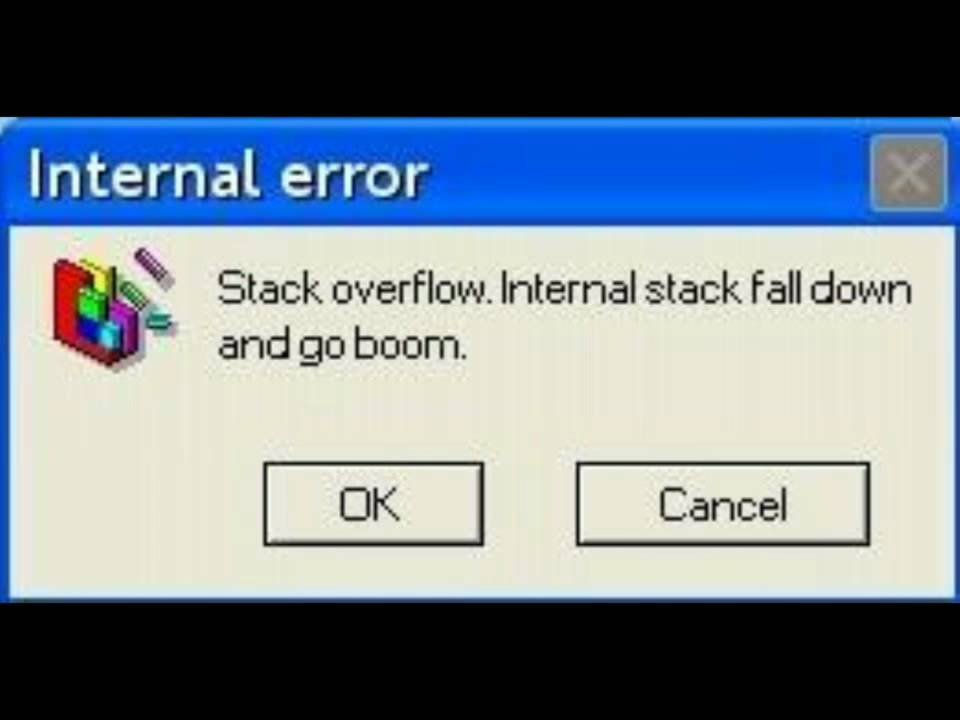 Internal error
Stack overflow. Internal stack fall down
and go boom.
OK Cancel